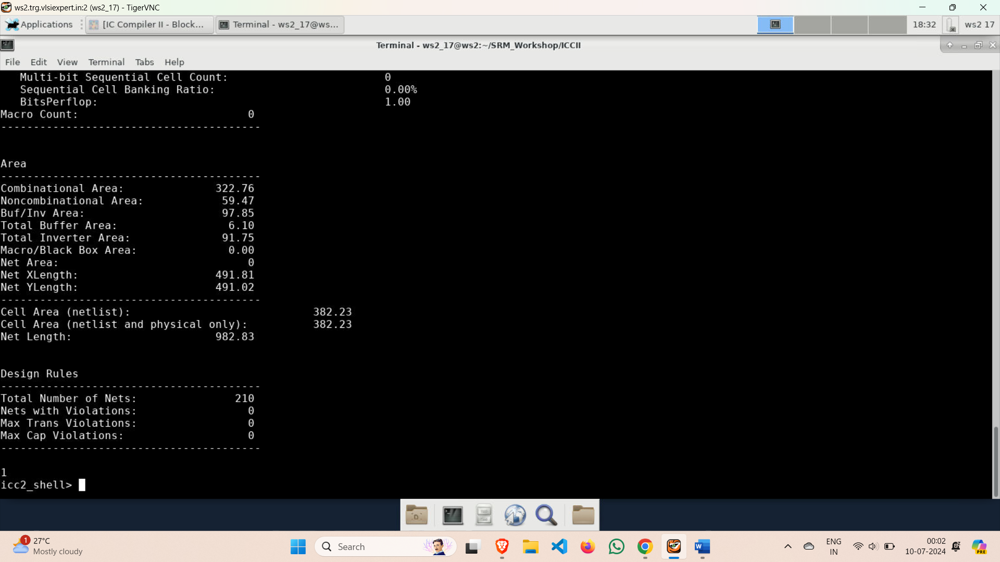 ws2.trg.vlsiexpert.in:2 (ws2_17) - TigerVNC
Applications
[IC Compiler II - Block...
Terminal - ws2_17@ws...
18:32
ws2 17
Terminal - ws2_17@ws2:~/SRM_Workshop/ICCII
File Edit View Terminal Tabs Help
Multi-bit Sequential Cell Count: 0
Sequential Cell Banking Ratio: 0.00%
BitsPerflop: 1.00
Macro Count: 0
----------------------------------------
Area
----------------------------------------
Combinational Area: 322.76
Noncombinational Area: 59.47
Buf/Inv Area: 97.85
Total Buffer Area: 6.10
Total Inverter Area: 91.75
Macro/Black Box Area: 0.00
Net Area: 0
Net XLength: 491.81
Net YLength: 491.02
----------------------------------------
Cell Area (netlist): 382.23
Cell Area (netlist and physical only): 382.23
Net Length: 982.83
Design Rules
----------------------------------------
Total Number of Nets: 210
Nets with Violations: 0
Max Trans Violations: 0
Max Cap Violations: 0
----------------------------------------
1
icc2_shell>
1
27°C
Mostly cloudy
Search
ENG
IN
00:02
10-07-2024
PRE